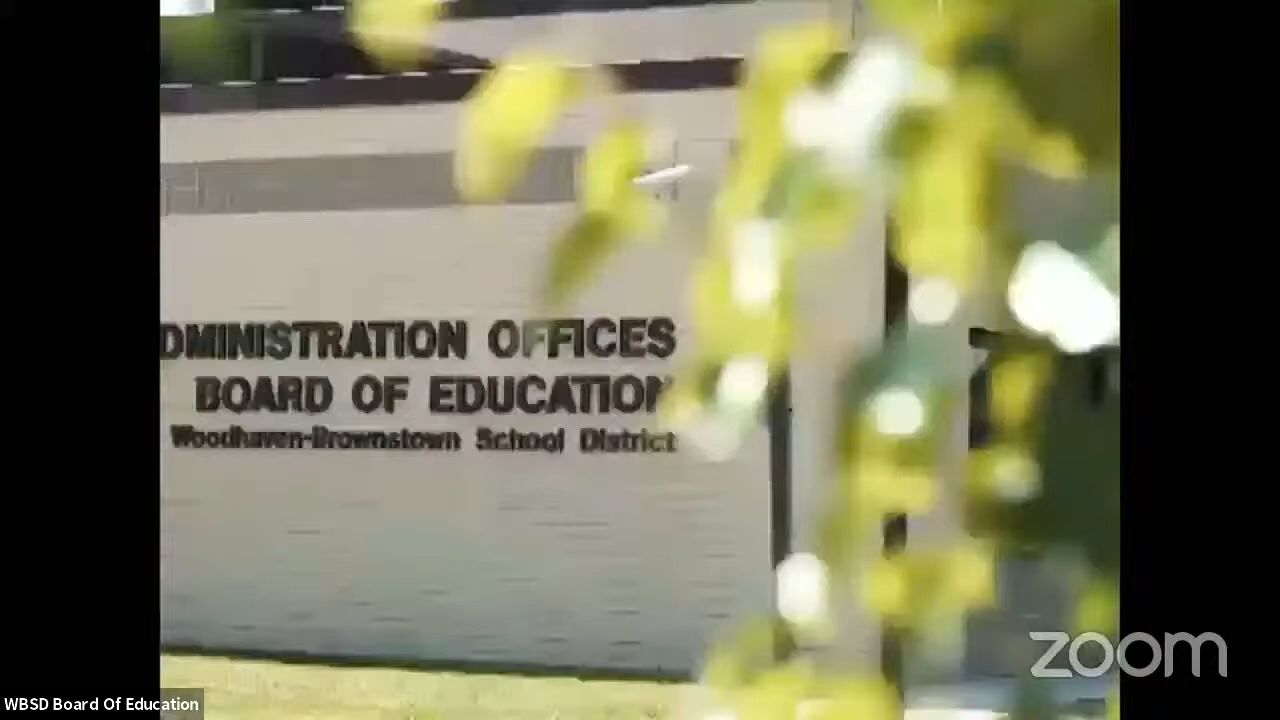 DMINISTRATION OFFICES
BOARD OF EDUCATION
Woodhaven-Brownstown School District
zoom
WBSD Board Of Education